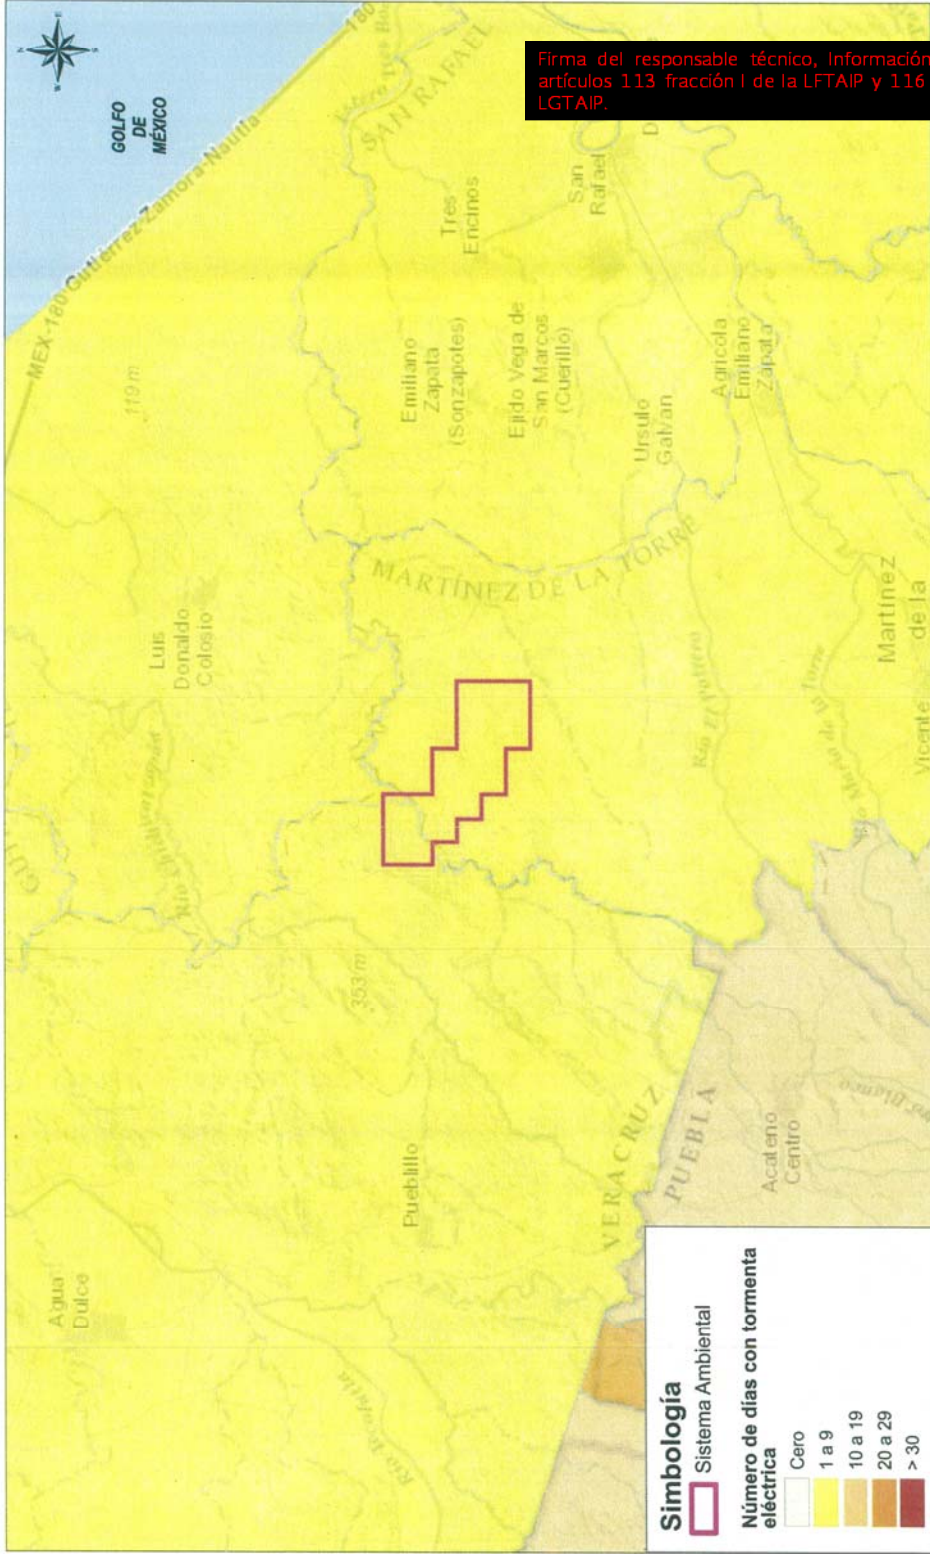 GOLFO
DE
MÉXICO
MEX-180-Gutiérrez-Zamora-Nautla
180
119 m
SAN RAFAEL
Firma del responsable técnico, Información
artículos 113 fracción I de la LFTAIP y 116
LGTAIP.
Tres
Encinos
San
Rafael
Emiliano
Zapata
(Sonzapotes)
Ejido Vega de
San Marcos
(Cuerillo)
Ursulo
Galván
Agrícola
Emiliano
Zapata
Luis
Donaldo
Colosio
MARTÍNEZ DE LA TORRE
Martínez
de la
Vicente
353 m
Agua
Dulce
Pueblillo
VERACRUZ
PUEBLA
Acateno
Centro
Simbología
Sistema Ambiental
Número de días con tormenta
eléctrica
Cero
1 a 9
10 a 19
20 a 29
> 30